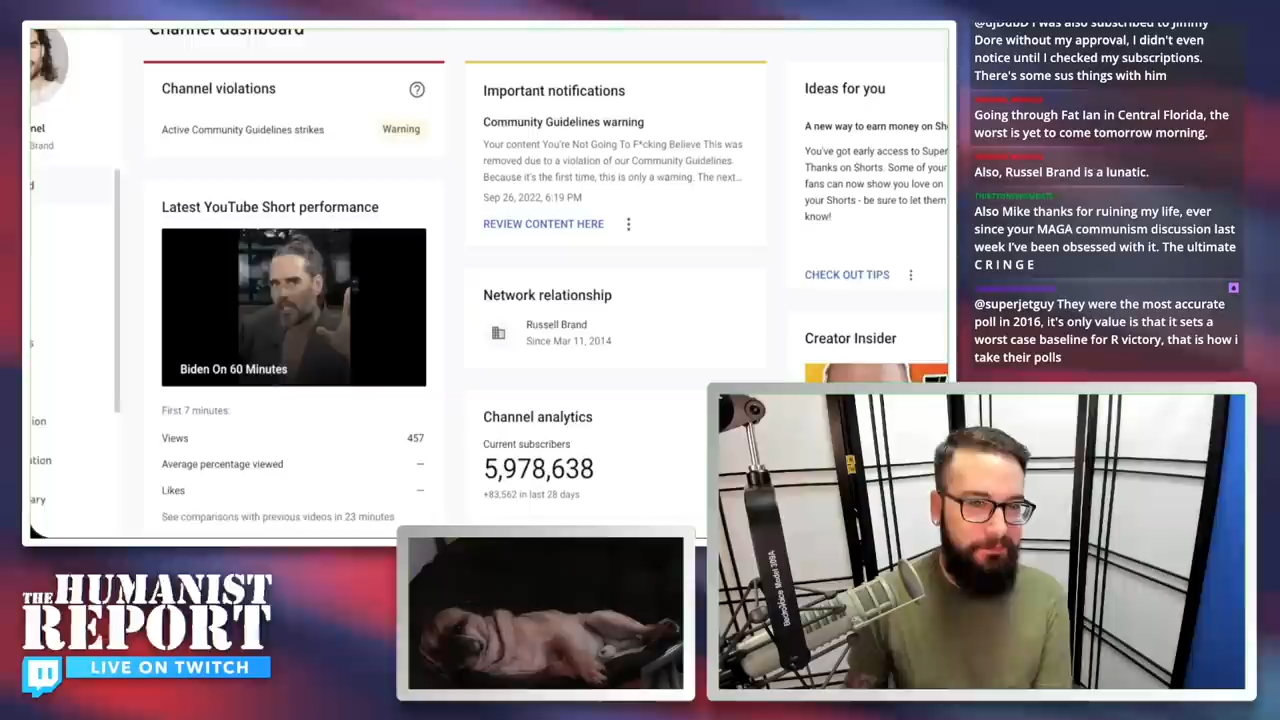 Channel dashboard
nel
Brand
d
s
ion
ation
ary
Channel violations
Active Community Guidelines strikes
Warning
Latest YouTube Short performance
Biden On 60 Minutes
First 7 minutes:
Views
457
Average percentage viewed
–
Likes
–
See comparisons with previous videos in 23 minutes
Important notifications
Community Guidelines warning
Your content You're Not Going To F*cking Believe This was
removed due to a violation of our Community Guidelines.
Because it's the first time, this is only a warning. The next...
Sep 26, 2022, 6:19 PM
REVIEW CONTENT HERE
Network relationship
Russell Brand
Since Mar 11, 2014
Channel analytics
Current subscribers
5,978,638
+83,562 in last 28 days
Ideas for you
A new way to earn money on Sh
You've got early access to Super
Thanks on Shorts. Some of your
fans can now show you love on
your Shorts - be sure to let them
know!
CHECK OUT TIPS
Creator Insider
@djDubD I was also subscribed to Jimmy
Dore without my approval, I didn't even
notice until I checked my subscriptions.
There's some sus things with him
Going through Fat Ian in Central Florida, the
worst is yet to come tomorrow morning.
Also, Russel Brand is a lunatic.
Also Mike thanks for ruining my life, ever
since your MAGA communism discussion last
week I've been obsessed with it. The ultimate
C R I N G E
@superjetguy They were the most accurate
poll in 2016, it's only value is that it sets a
worst case baseline for R victory, that is how i
take their polls
THE HUMANIST
REPORT
LIVE ON TWITCH